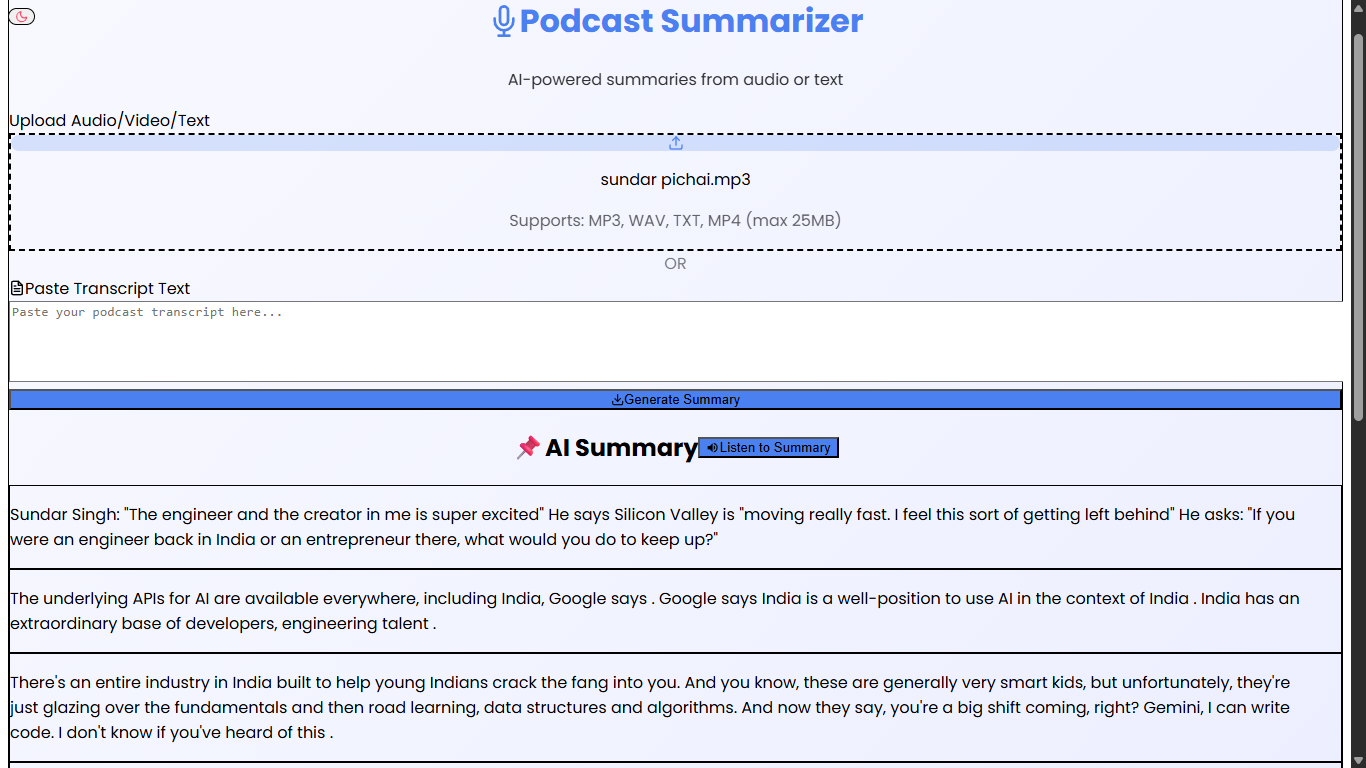 Podcast Summarizer
AI-powered summaries from audio or text
Upload Audio/Video/Text
sundar pichai.mp3
Supports: MP3, WAV, TXT, MP4 (max 25MB)
OR
Paste Transcript Text
Paste your podcast transcript here...
Generate Summary
AI Summary Listen to Summary
Sundar Singh: "The engineer and the creator in me is super excited" He says Silicon Valley is "moving really fast. I feel this sort of getting left behind" He asks: "If you
were an engineer back in India or an entrepreneur there, what would you do to keep up?"
The underlying APIs for AI are available everywhere, including India, Google says . Google says India is a well-position to use AI in the context of India . India has an
extraordinary base of developers, engineering talent .
There's an entire industry in India built to help young Indians crack the fang into you. And you know, these are generally very smart kids, but unfortunately, they're
just glazing over the fundamentals and then road learning, data structures and algorithms. And now they say, you're a big shift coming, right? Gemini, I can write
code. I don't know if you've heard of this .